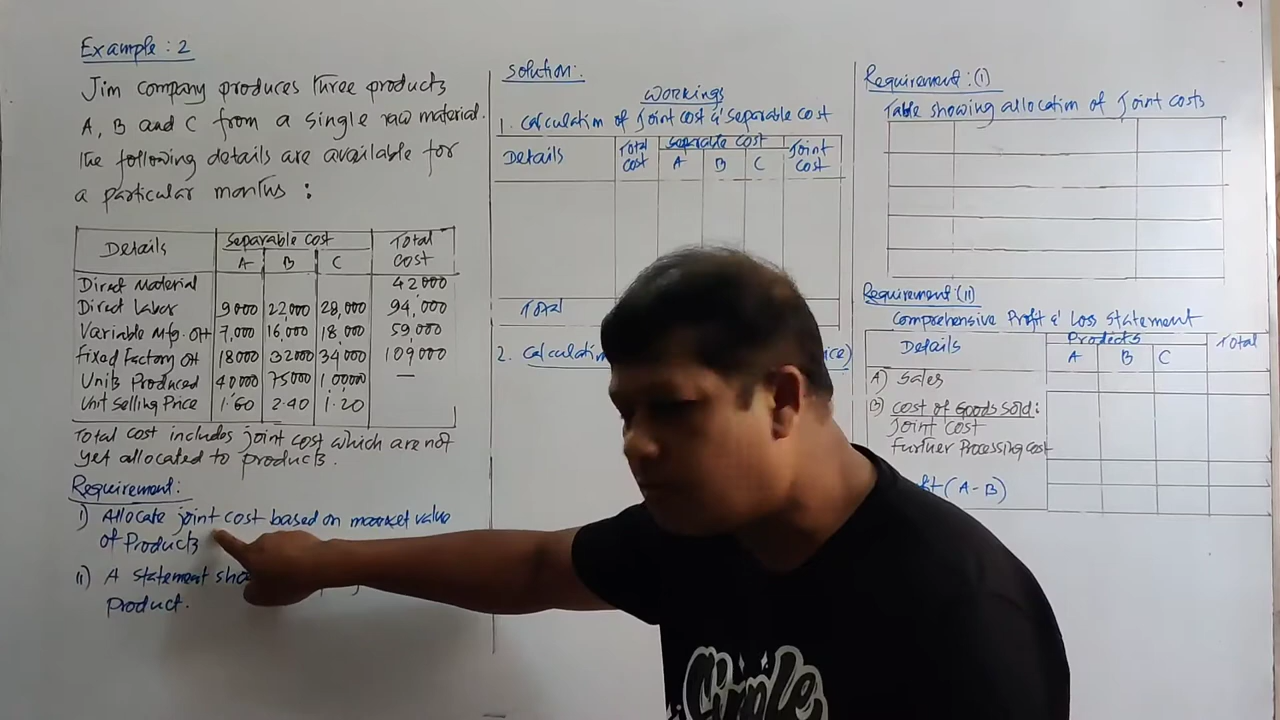 Example : 2
Jim company produces three products
A, B and C from a single raw material.
The following details are available for
a particular months :
Details
Separable cost
Total
cost
A B C
Direct Material 42000
Direct Labor 9000 22,000 28,000 94,000
Variable Mfg. OH 7,000 16,000 18,000 59,000
Fixed Factory OH 18000 32000 34,000 109000
Units Produced 40000 75000 1 00000 —
Unit Selling Price 1.60 2.40 1.20
Total cost includes joint cost which are not
yet allocated to products.
Requirement:
I) Allocate joint cost based on market value
of Products
II) A statement
Product.
Solution:
Workings
1. Calculation of joint cost & separable cost
Details
Total
cost
Separable cost
A B C
Joint
cost
Total
2.
Requirement: (I)
Table showing allocation of Joint costs
Requirement: (II)
Comprehensive Profit & Loss Statement
Details
Products
A B C
Total
A) Sales
B) Cost of Goods Sold:
Joint Cost
Further Processing Cost
(A-B)
Simple